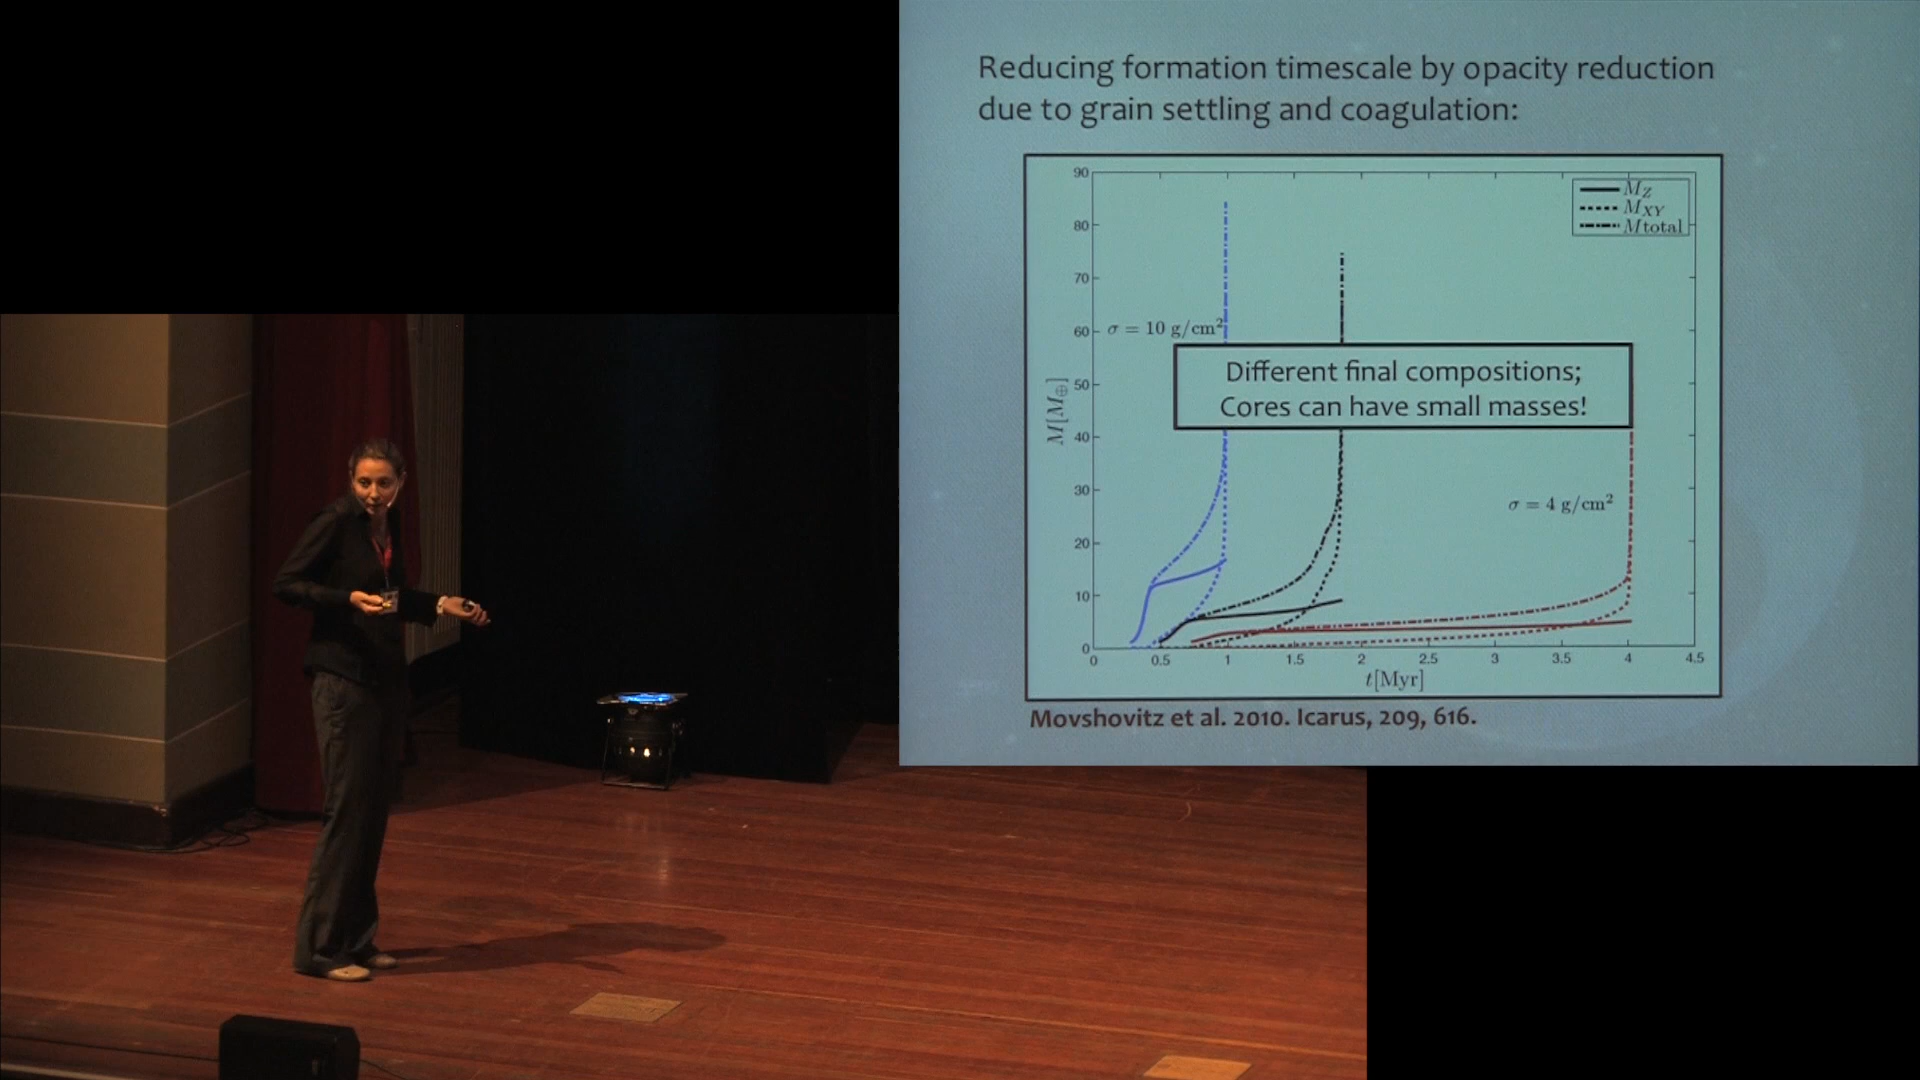 Reducing formation timescale by opacity reduction
due to grain settling and coagulation:
90
80
70
60
50
40
30
20
10
0
M[M⊕]
M_Z
M_XY
Mtotal
σ = 10 g/cm²
Different final compositions;
Cores can have small masses!
σ = 4 g/cm²
0 0.5 1 1.5 2 2.5 3 3.5 4 4.5
t[Myr]
Movshovitz et al. 2010. Icarus, 209, 616.